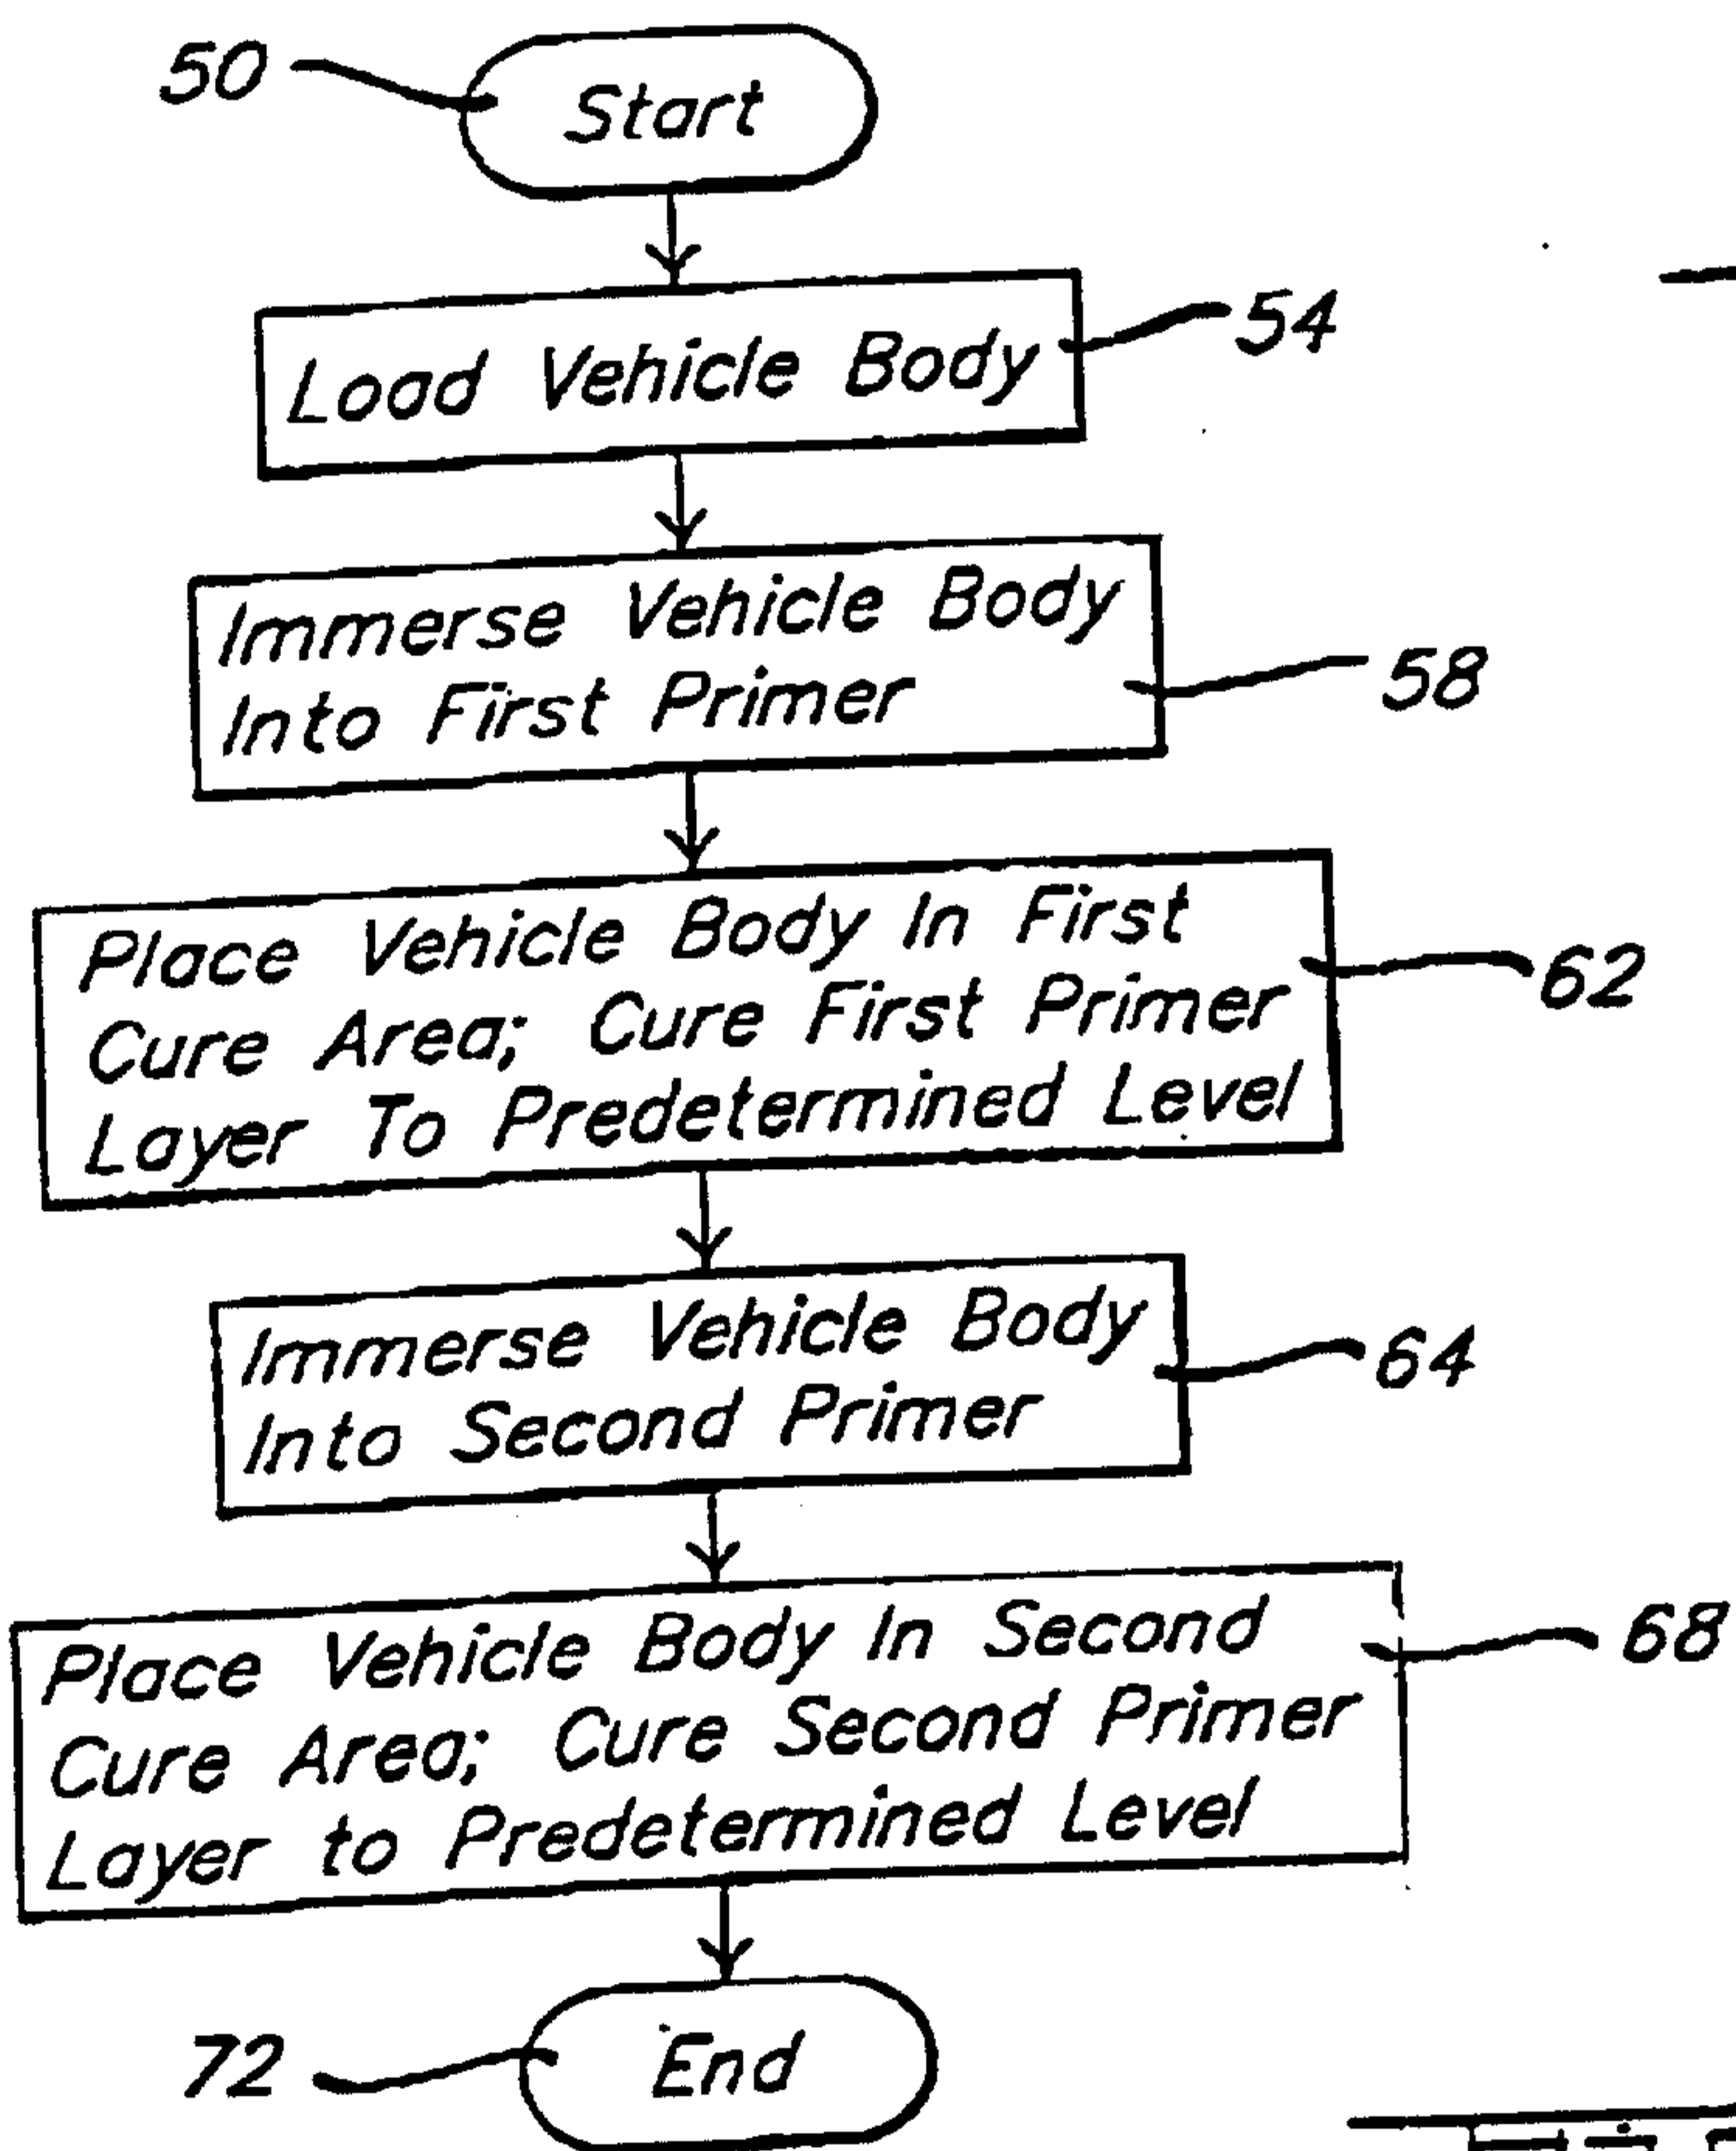 50
Start
Load Vehicle Body
54
Immerse Vehicle Body
Into First Primer
58
Place Vehicle Body In First
Cure Area; Cure First Primer
Layer To Predetermined Level
62
Immerse Vehicle Body
Into Second Primer
64
Place Vehicle Body In Second
Cure Area; Cure Second Primer
Layer to Predetermined Level
68
72
End